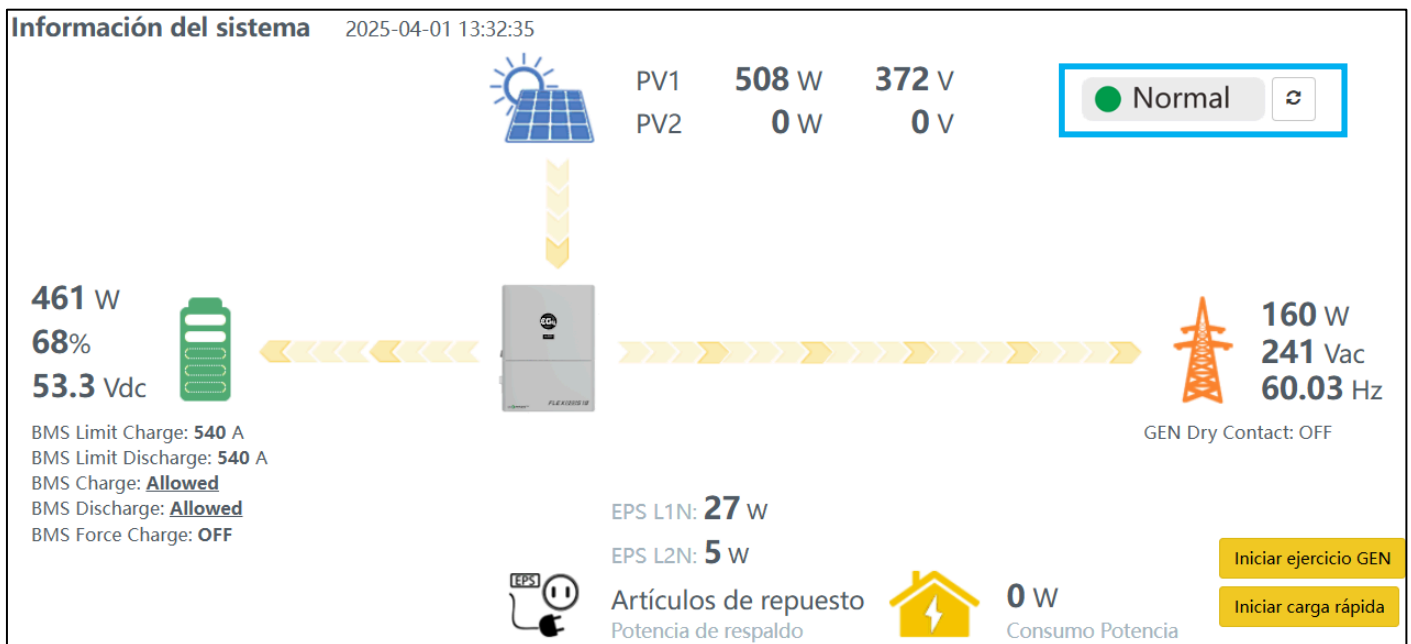 Información del sistema 2025-04-01 13:32:35
PV1 508 W 372 V
PV2 0 W 0 V
Normal
461 W
68%
53.3 Vdc
BMS Limit Charge: 540 A
BMS Limit Discharge: 540 A
BMS Charge: Allowed
BMS Discharge: Allowed
BMS Force Charge: OFF
EG4
160 W
241 Vac
60.03 Hz
GEN Dry Contact: OFF
EPS L1N: 27 W
EPS L2N: 5 W
EPS
Artículos de repuesto
Potencia de respaldo
0 W
Consumo Potencia
Iniciar ejercicio GEN
Iniciar carga rápida